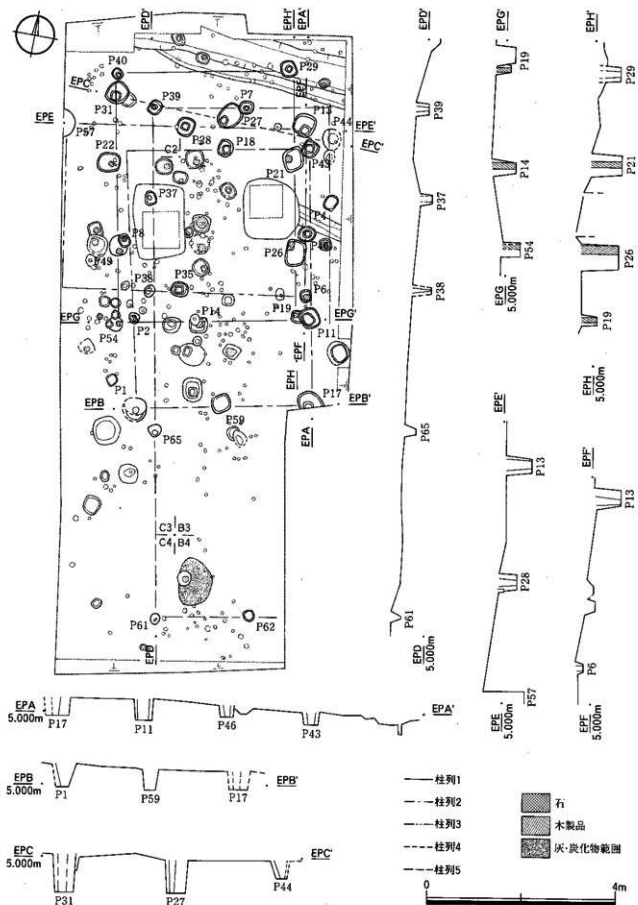 EPD'
EPH'
EPA'
P40
P29
EPC
EPF
P31
P39
P7
P13
P44
EPE
P57
P27
EPE'
EPC'
P28
P18
P43
P22
C2
P21
P37
P4
P8
P46
P49
P26
P36
P35
P6
P19
EPG
P54
P2
P14
EPG'
P11
EPF
P1
EPH
P17
EPB
EPB'
P59
EPA
P65
C3 B3
C4 B4
P61
P62
EPD
EPD'
P39
P37
P38
P65
P61
EPD
5.000m
EPG'
P19
P14
P54
EPG
5.000m
EPH'
P29
P21
P26
P19
EPH
5.000m
EPE'
P13
P28
P57
EPE
5.000m
EPF'
P13
P6
EPF
5.000m
EPA
5.000m
P17
P11
P46
P43
EPA'
EPB
5.000m
P1
P59
P17
EPB'
EPC
5.000m
P31
P27
P44
EPC'
柱列1
柱列2
柱列3
柱列4
柱列5
石
木製品
灰・炭化物範囲
0
4m